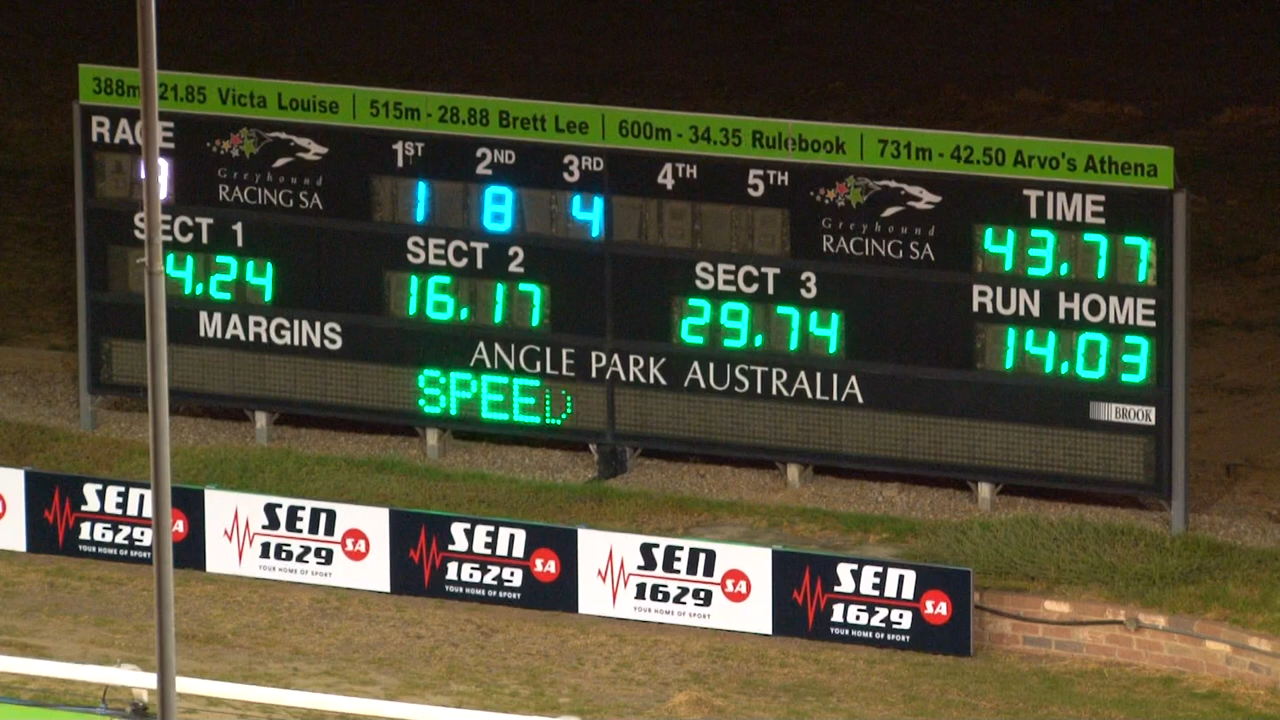 388m - 21.85 Victa Louise | 515m - 28.88 Brett Lee | 600m - 34.35 Rulebook | 731m - 42.50 Arvo's Athena
RACE
Greyhound
RACING SA
1ST 2ND 3RD 4TH 5TH
1 8 4
Greyhound
RACING SA
TIME
43.77
SECT 1 SECT 2 SECT 3 RUN HOME
4.24 16.17 29.74 14.03
MARGINS
ANGLE PARK AUSTRALIA
SPEED
BROOK
SEN
1629
YOUR HOME OF SPORT
SEN SA
1629
YOUR HOME OF SPORT
SEN SA
1629
YOUR HOME OF SPORT
SEN SA
1629
YOUR HOME OF SPORT
SEN SA
1629
YOUR HOME OF SPORT